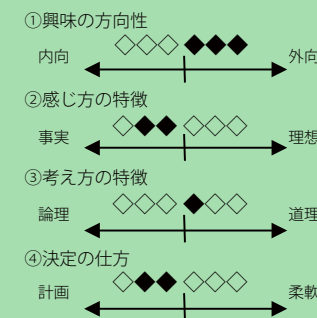 ①興味の方向性
◇◇◇ ◆◆◆
内向 外向
②感じ方の特徴
◇◆◆ ◇◇◇
事実 理想
③考え方の特徴
◇◇◇ ◆◇◇
論理 道理
④決定の仕方
◇◆◆ ◇◇◇
計画 柔軟